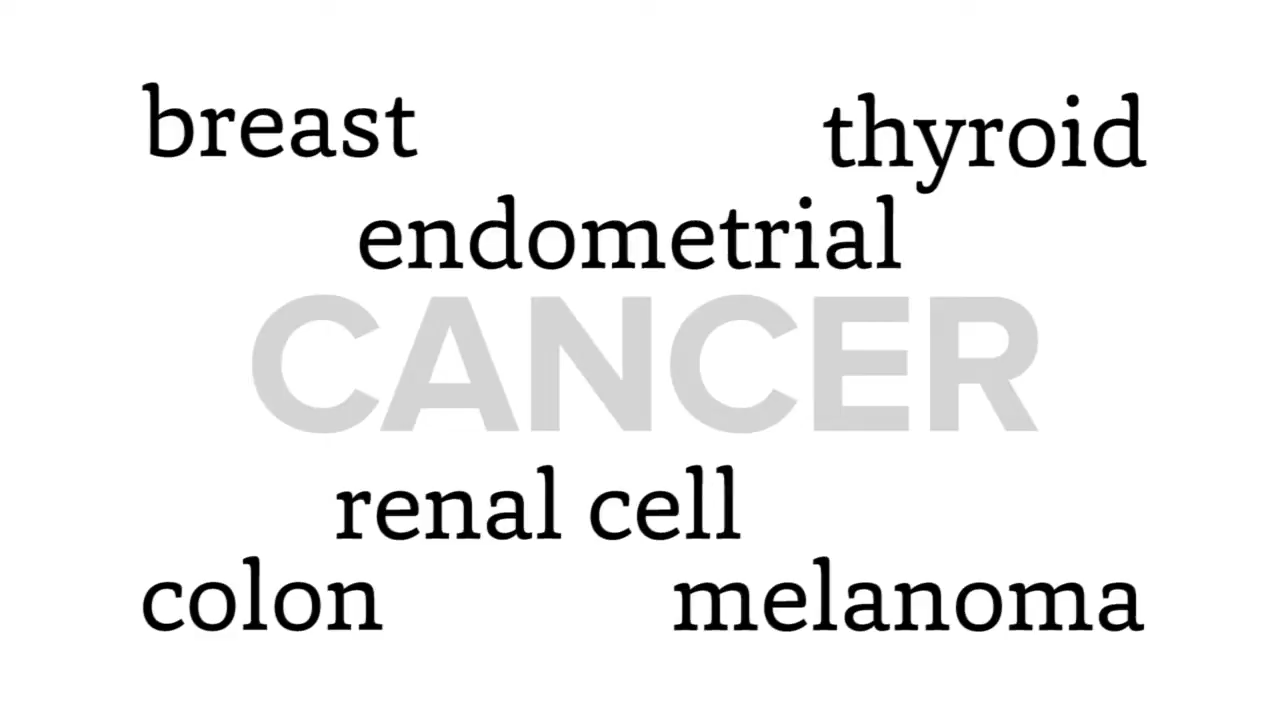 breast
thyroid
endometrial
CANCER
renal cell
colon
melanoma